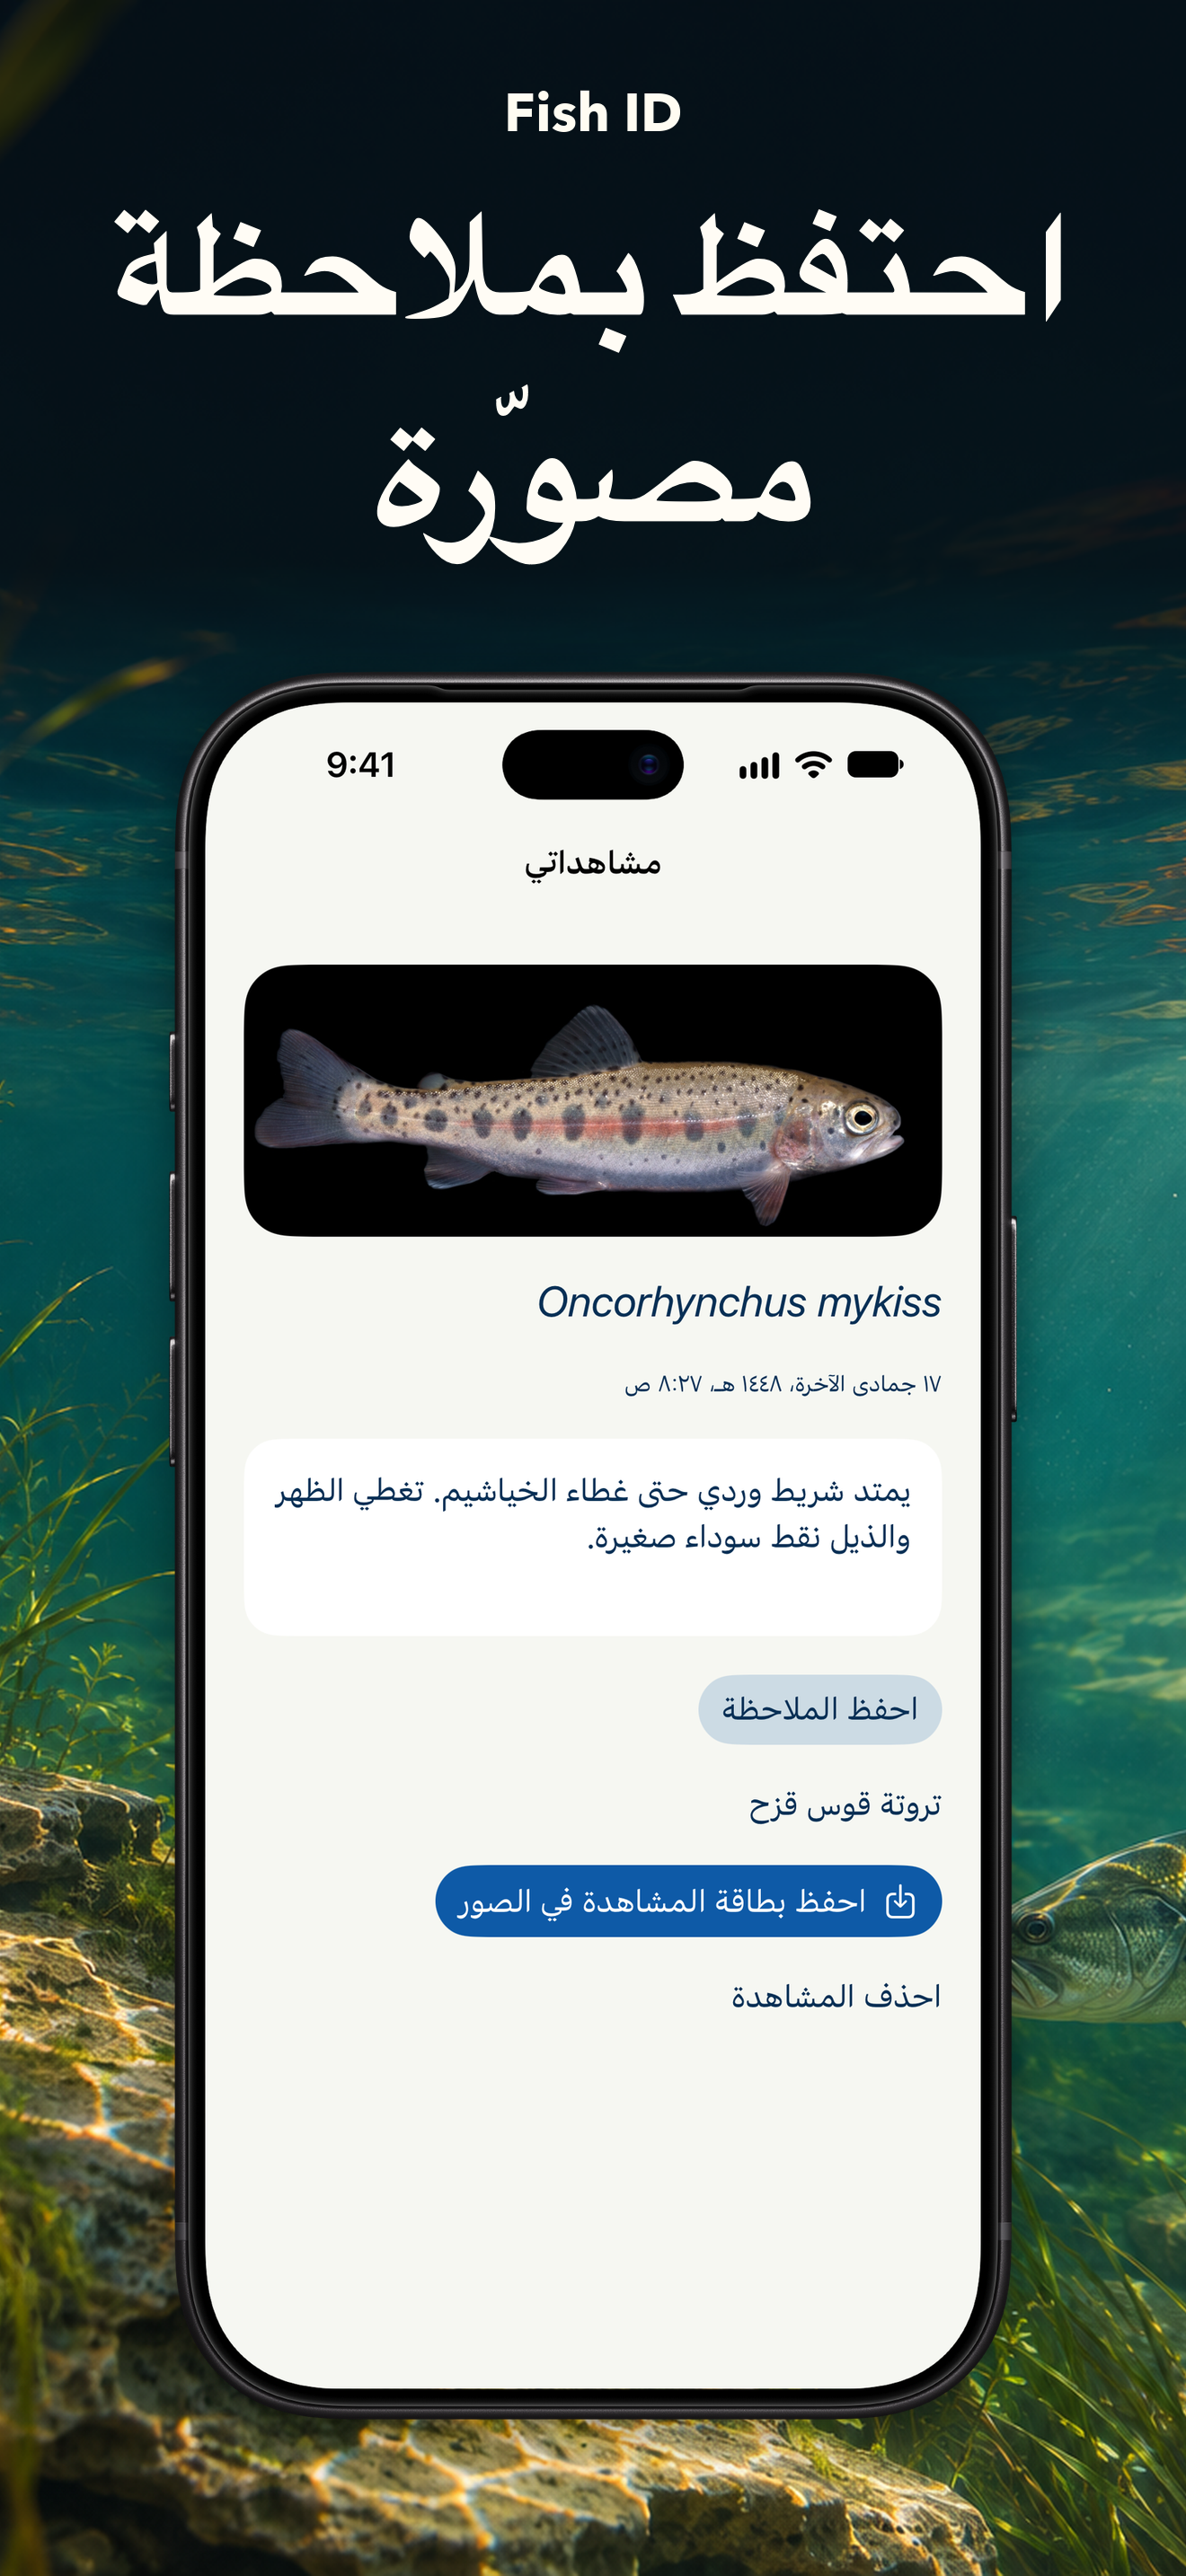 Fish ID
احتفظ بملاحظة
مصوّرة
9:41
مشاهداتي
Oncorhynchus mykiss
١٧ جمادى الآخرة، ١٤٤٨ هـ، ٨:٢٧ ص
يمتد شريط وردي حتى غطاء الخياشيم. تغطي الظهر
والذيل نقط سوداء صغيرة.
احفظ الملاحظة
تروتة قوس قزح
احفظ بطاقة المشاهدة في الصور
احذف المشاهدة